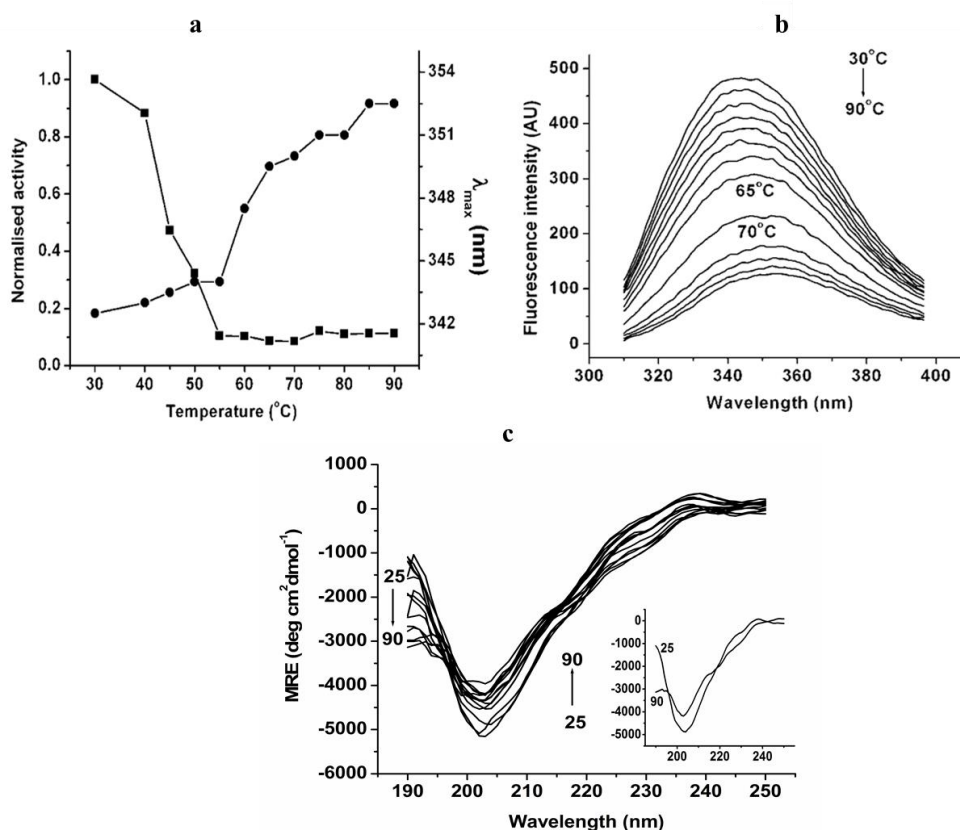 a
1.0
0.8
0.6
0.4
0.2
0.0
Normalised activity
354
351
348
345
342
λmax (nm)
30 40 50 60 70 80 90
Temperature (°C)
b
500
400
300
200
100
0
Fluorescence intensity (AU)
30°C
90°C
65°C
70°C
300 320 340 360 380 400
Wavelength (nm)
c
1000
0
-1000
-2000
-3000
-4000
-5000
-6000
MRE (deg cm²dmol⁻¹)
25
90
90
25
190 200 210 220 230 240 250
Wavelength (nm)
0
-1000
-2000
-3000
-4000
-5000
25
90
200 220 240